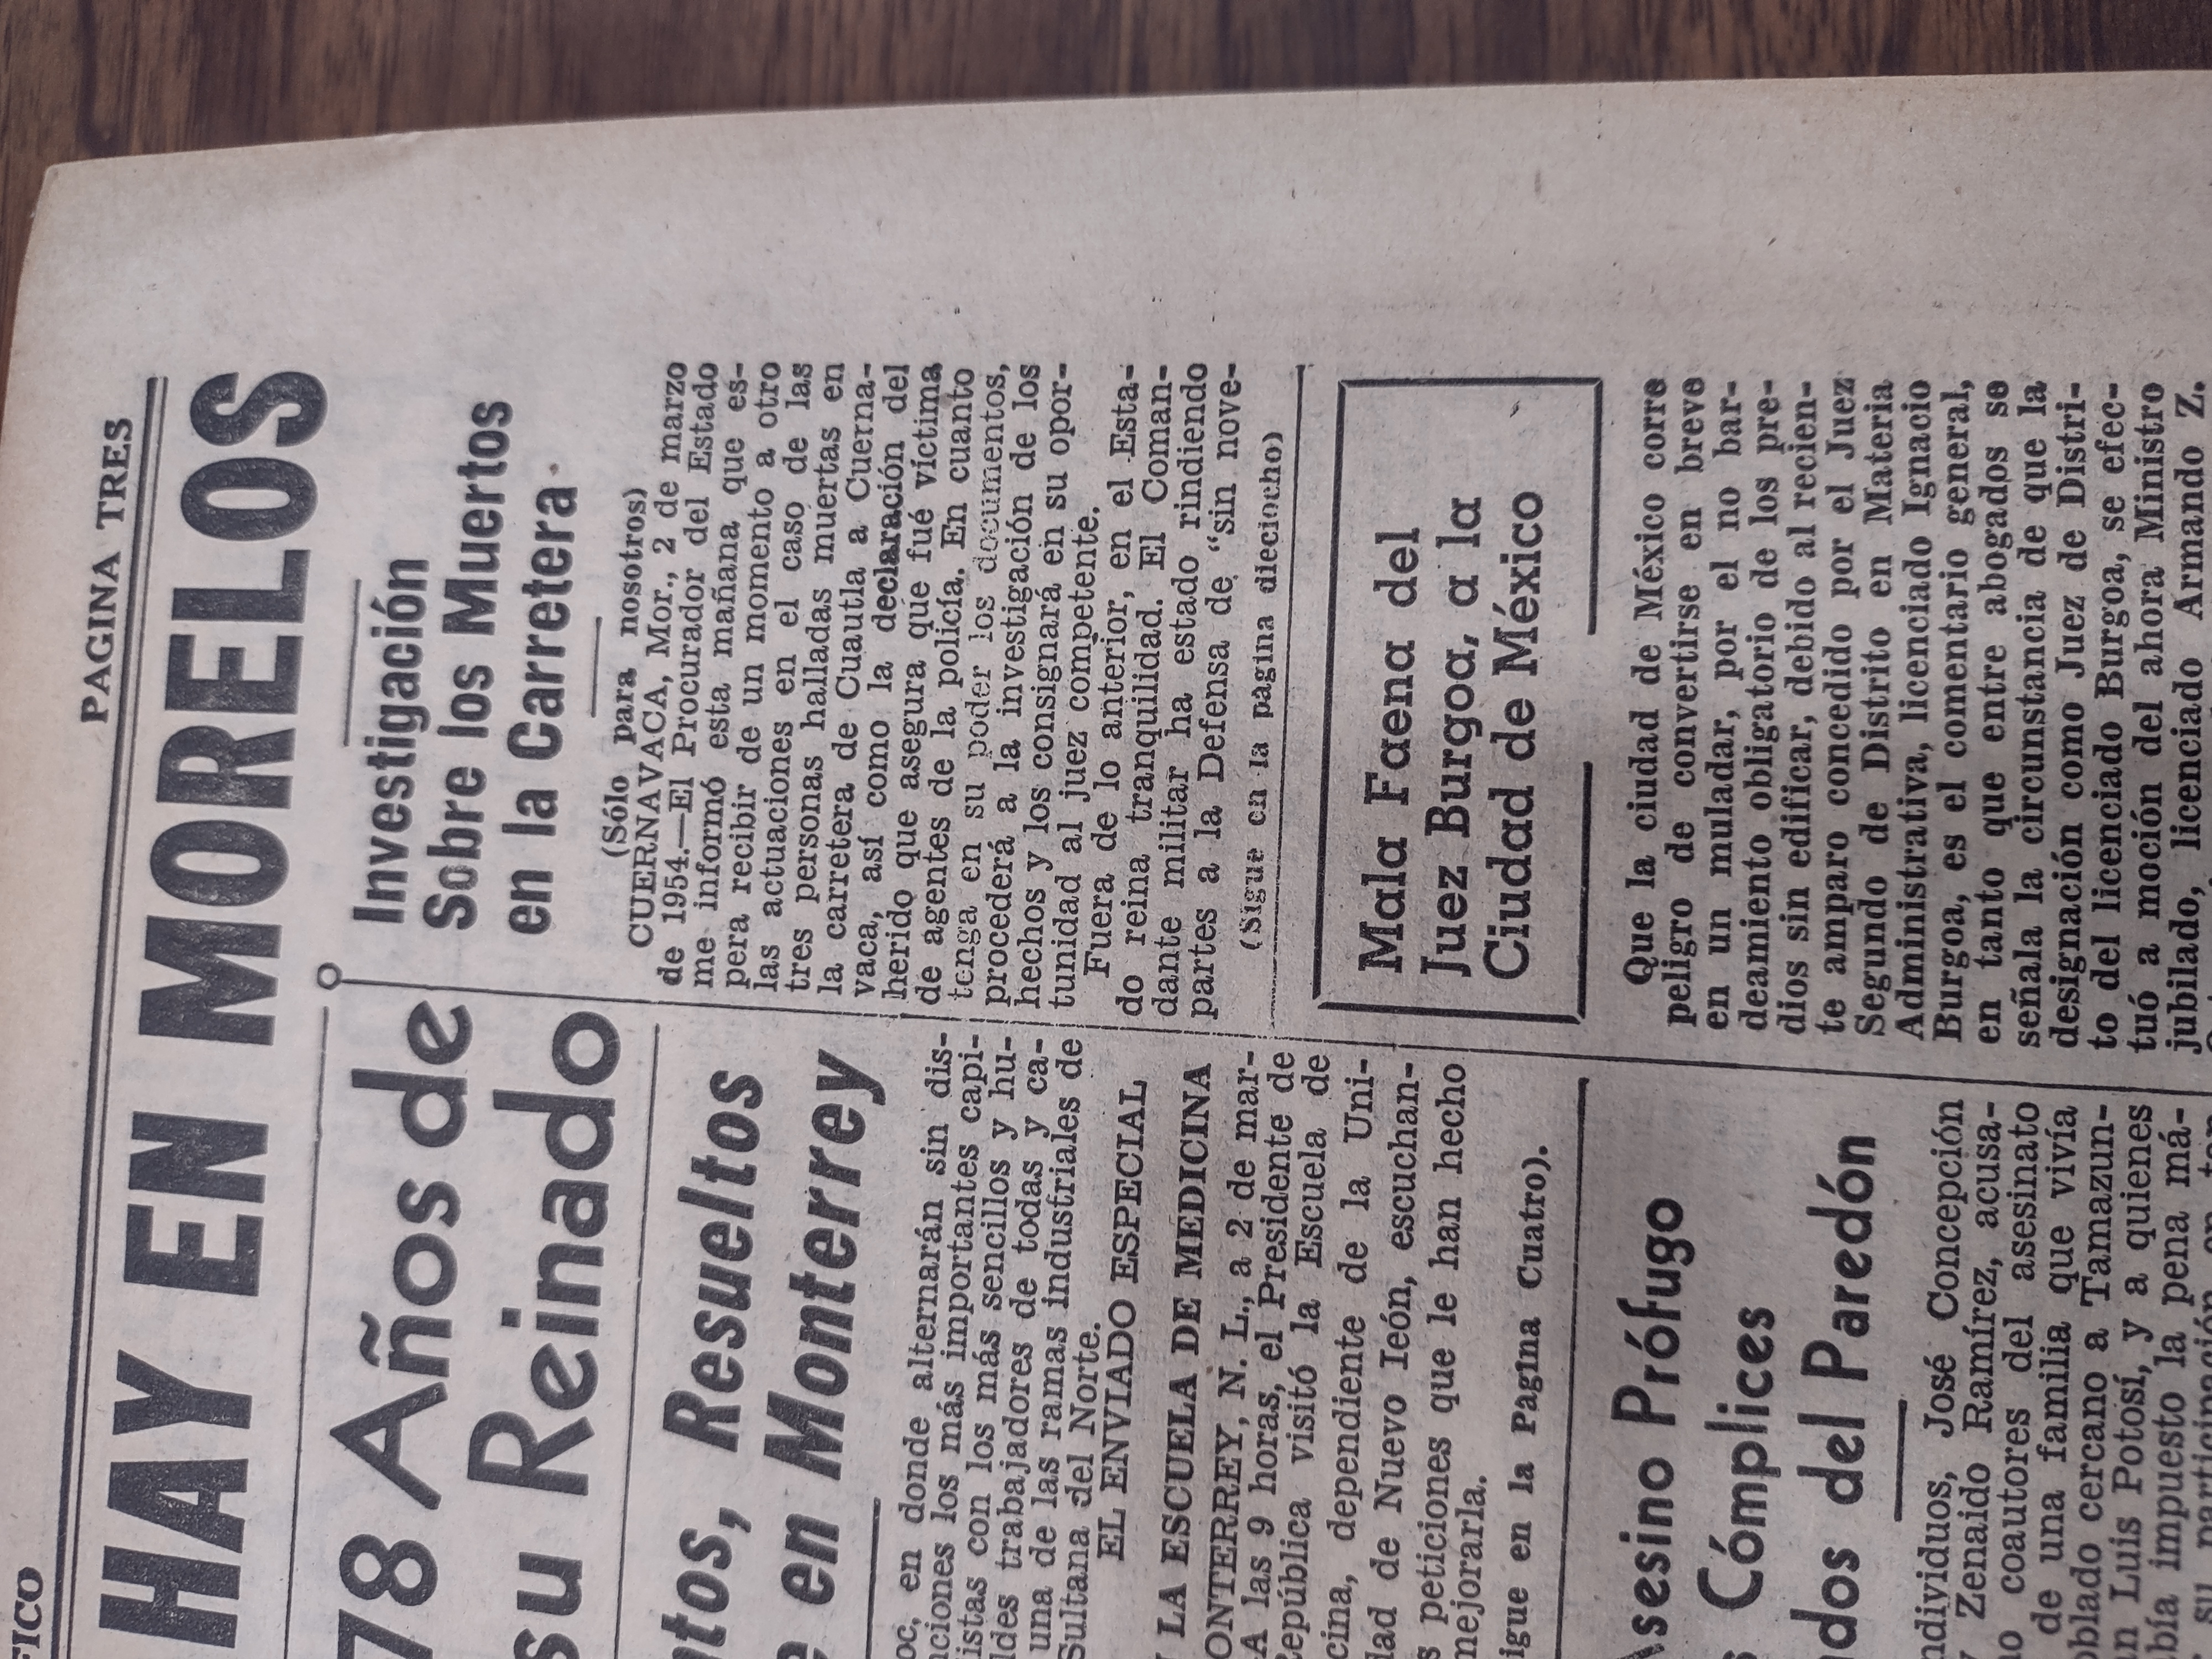 FICO
PAGINA TRES
HAY EN MORELOS
78 Años de
su Reinado
Resueltos
en Monterrey
oc, en donde alternarán sin dis-
nciones los más importantes capi-
listas con los más sencillos y hu-
ldes trabajadores de todas y ca-
una de las ramas industriales de
Sultana del Norte.
EL ENVIADO ESPECIAL
LA ESCUELA DE MEDICINA
ONTERREY, N. L., a 2 de mar-
A las 9 horas, el Presidente de
República visitó la Escuela de
cina, dependiente de la Uni-
dad de Nuevo León, escuchan-
s peticiones que le han hecho
mejorarla.
igue en la Pagina Cuatro).
Asesino Prófugo
s Cómplices
dos del Paredón
ndividuos, José Concepción
y Zenaido Ramírez, acusa-
o coautores del asesinato
de una familia que vivía
oblado cercano a Tamazun-
an Luis Potosí, y a quienes
bía impuesto la pena má-
Investigación
Sobre los Muertos
en la Carretera
(Sólo para nosotros)
CUERNAVACA, Mor., 2 de marzo
de 1954.—El Procurador del Estado
me informó esta mañana que es-
pera recibir de un momento a otro
las actuaciones en el caso de las
tres personas halladas muertas en
la carretera de Cuautla a Cuerna-
vaca, así como la declaración del
herido que asegura que fué víctima
de agentes de la policía. En cuanto
tenga en su poder los documentos,
procederá a la investigación de los
hechos y los consignará en su opor-
tunidad al juez competente.
Fuera de lo anterior, en el Esta-
do reina tranquilidad. El Coman-
dante militar ha estado rindiendo
partes a la Defensa de "sin nove-
(Sigue en la página dieciocho)
Mala Faena del
Juez Burgoa, a la
Ciudad de México
Que la ciudad de México corre
peligro de convertirse en breve
en un muladar, por el no bar-
deamiento obligatorio de los pre-
dios sin edificar, debido al recien-
te amparo concedido por el Juez
Segundo de Distrito en Materia
Administrativa, licenciado Ignacio
Burgoa, es el comentario general,
en tanto que entre abogados se
señala la circunstancia de que la
designación como Juez de Distri-
to del licenciado Burgoa, se efec-
tuó a moción del ahora Ministro
jubilado, licenciado Armando Z.